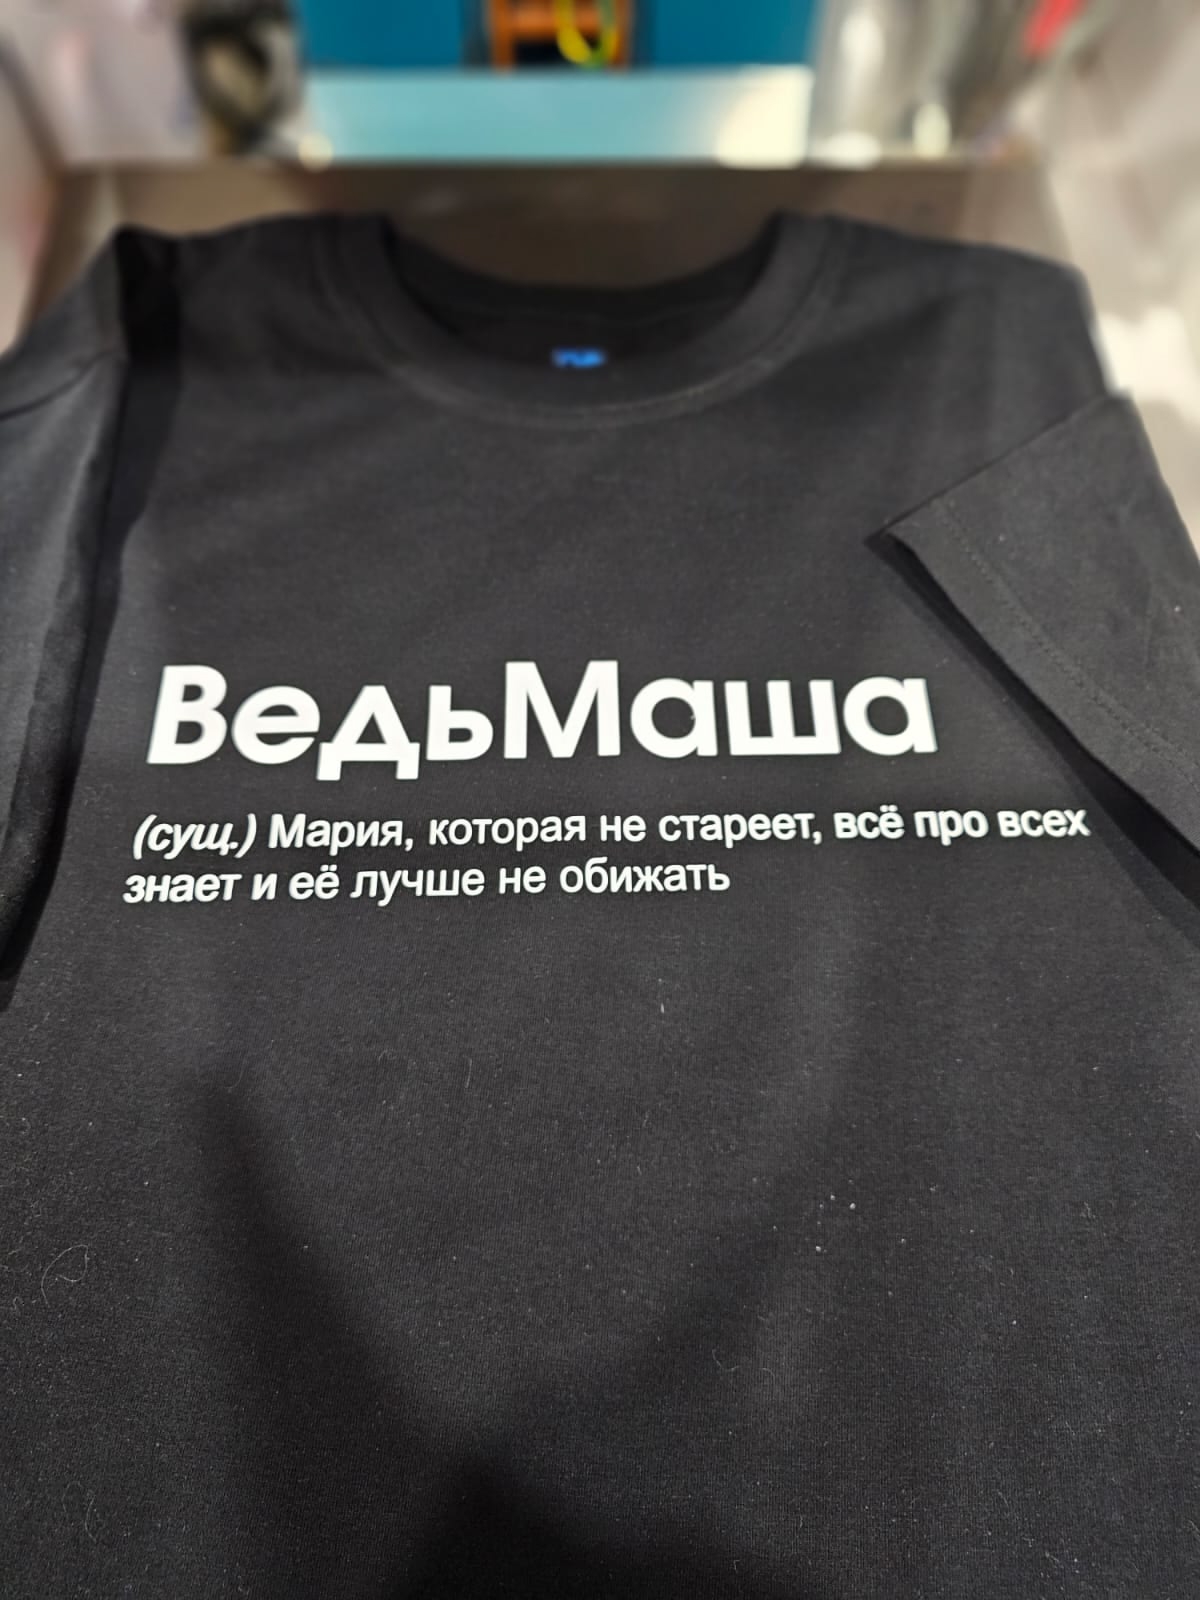 ВедьМаша
(сущ.) Мария, которая не стареет, всё про всех
знает и её лучше не обижать